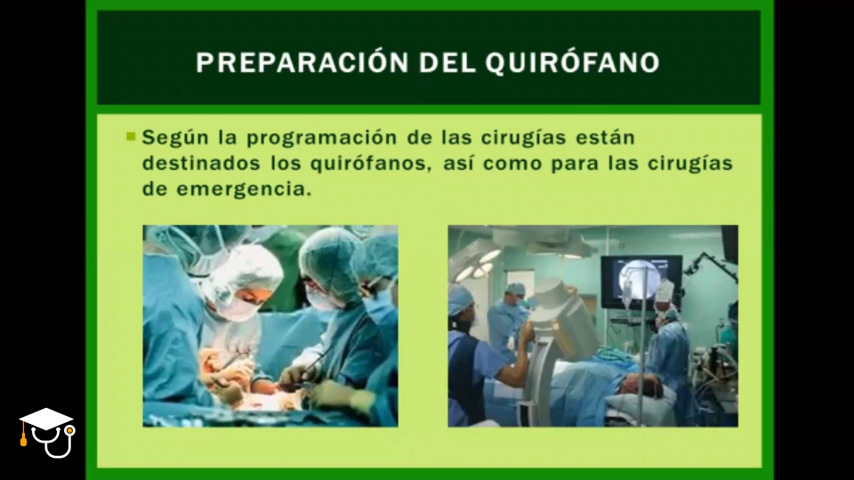 PREPARACIÓN DEL QUIRÓFANO
Según la programación de las cirugías están
destinados los quirófanos, así como para las cirugías
de emergencia.